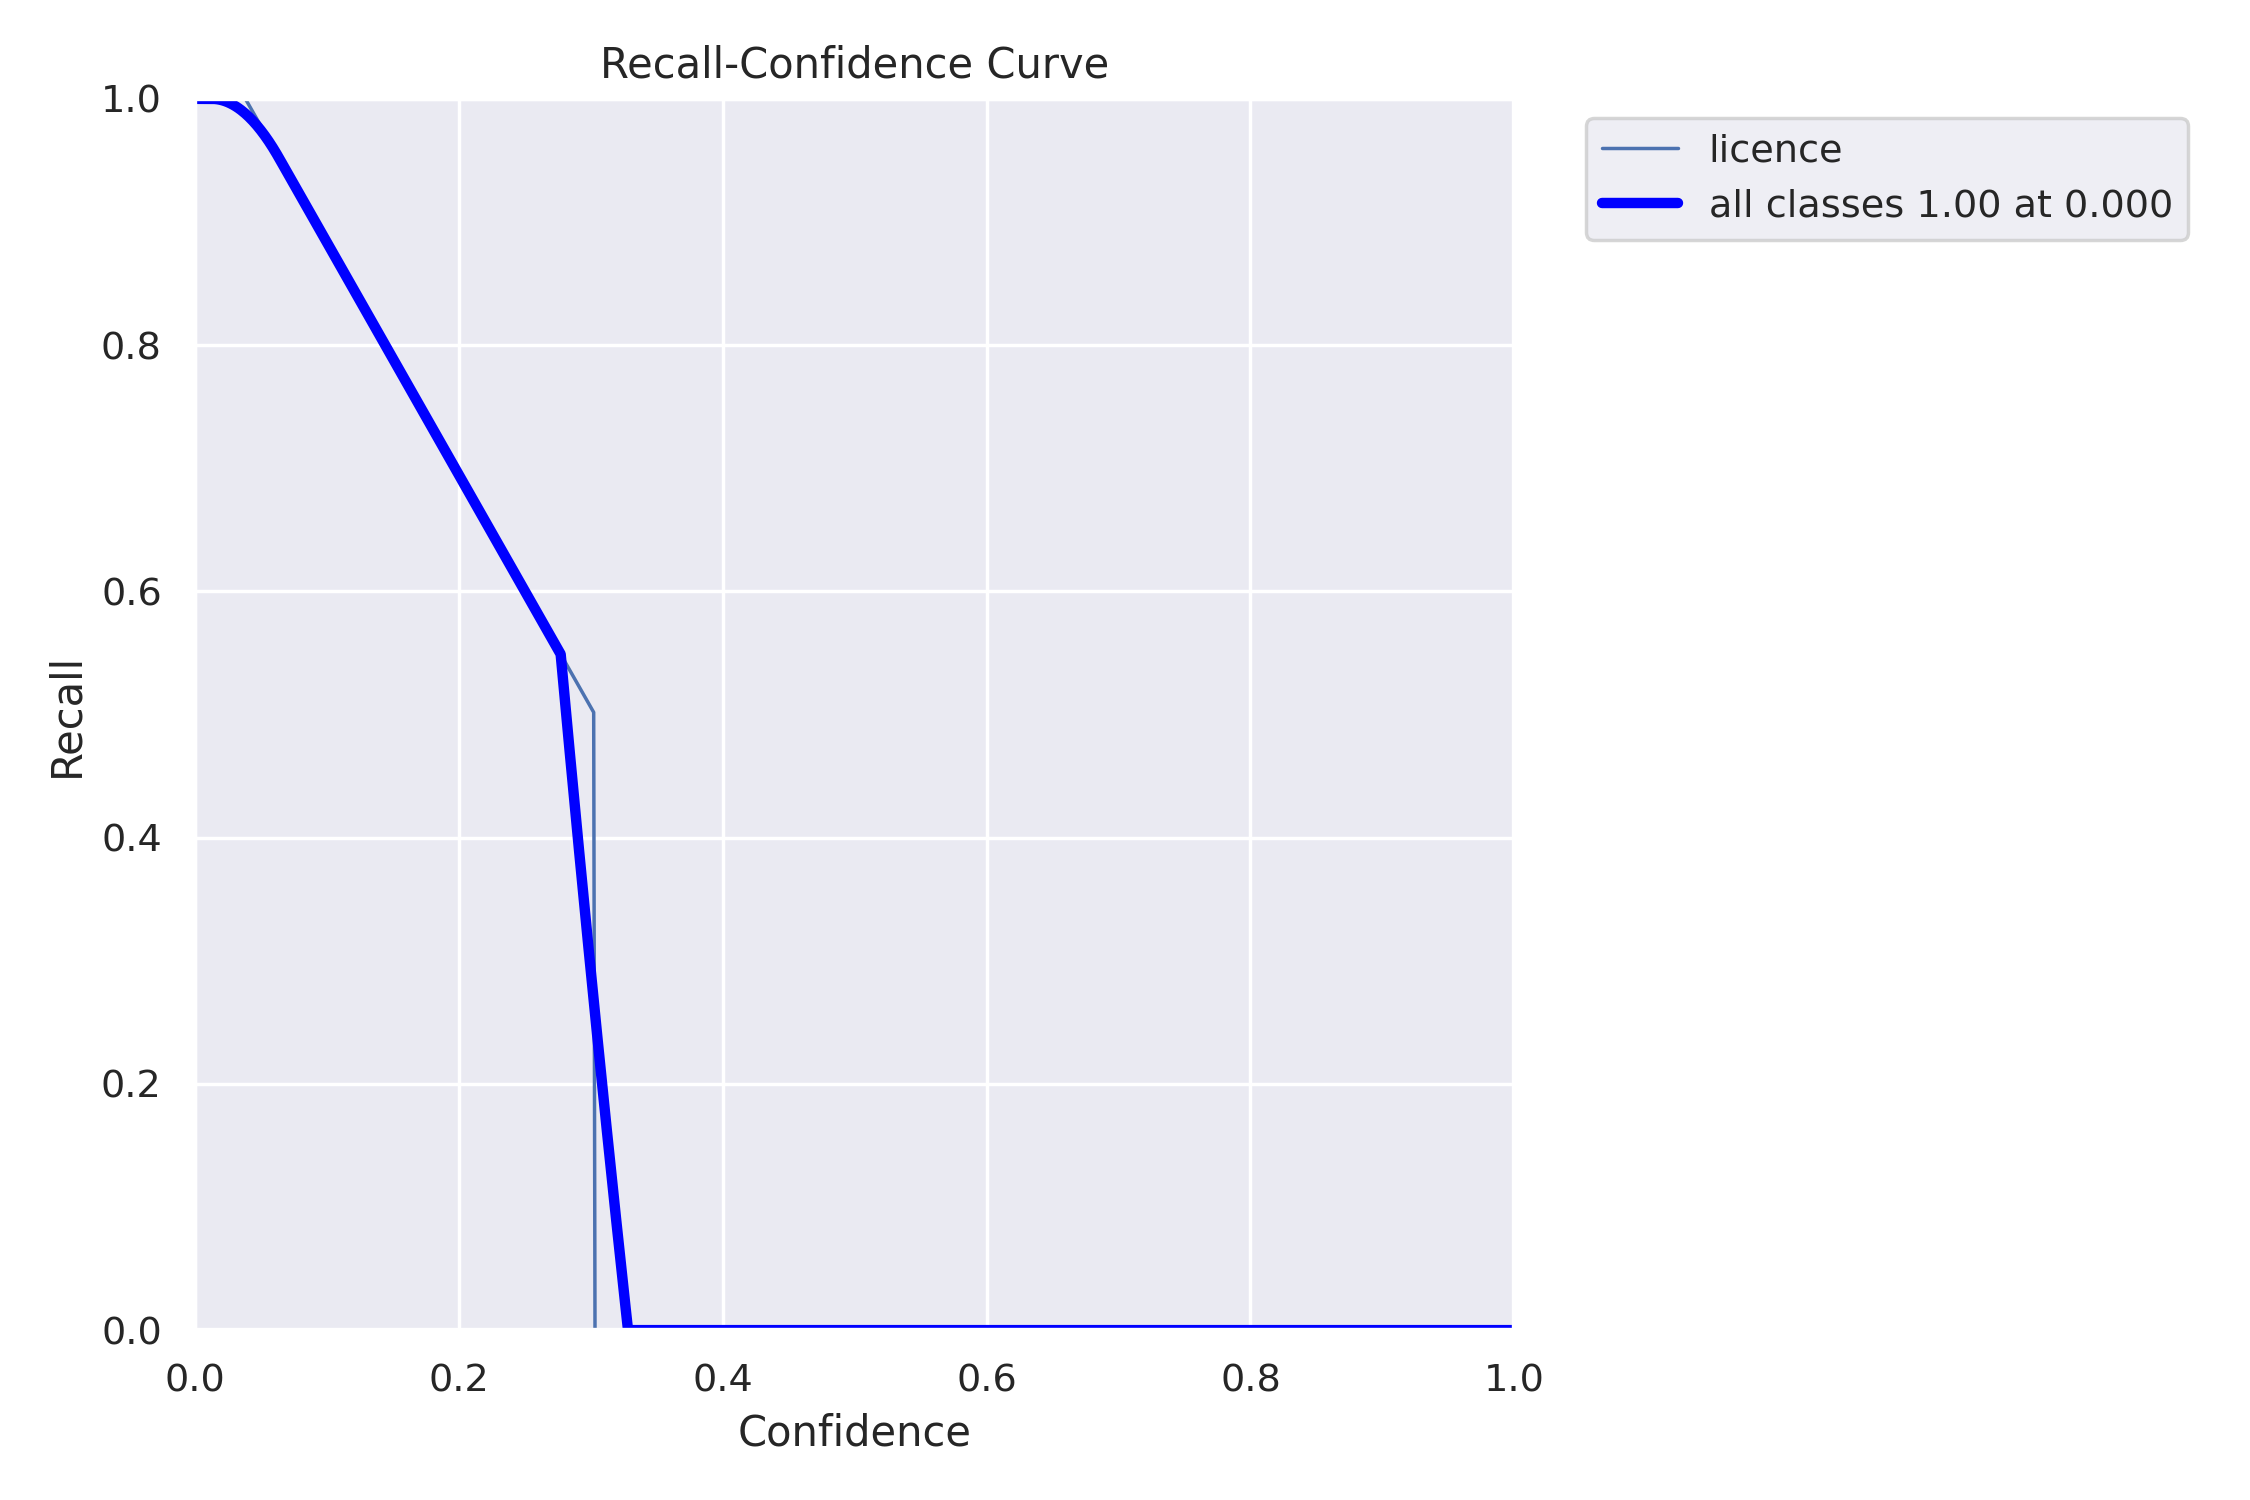 Recall-Confidence Curve
licence
all classes 1.00 at 0.000
Recall
1.0
0.8
0.6
0.4
0.2
0.0
0.0 0.2 0.4 0.6 0.8 1.0
Confidence